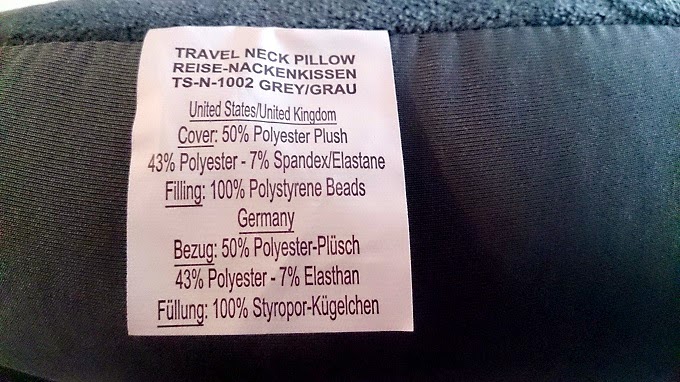 TRAVEL NECK PILLOW
REISE-NACKENKISSEN
TS-N-1002 GREY/GRAU
United States/United Kingdom
Cover: 50% Polyester Plush
43% Polyester - 7% Spandex/Elastane
Filling: 100% Polystyrene Beads
Germany
Bezug: 50% Polyester-Plüsch
43% Polyester - 7% Elasthan
Füllung: 100% Styropor-Kügelchen